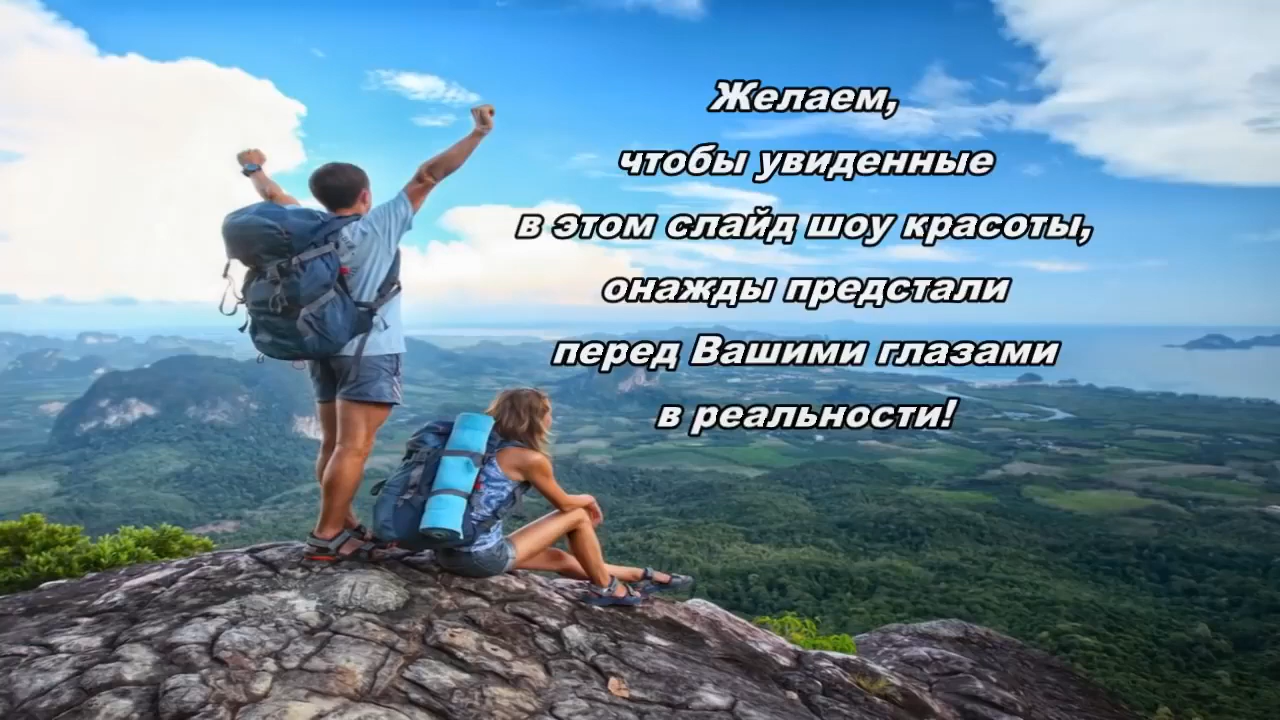 Желаем,
чтобы увиденные
в этом слайд шоу красоты,
онажды предстали
перед Вашими глазами
в реальности!